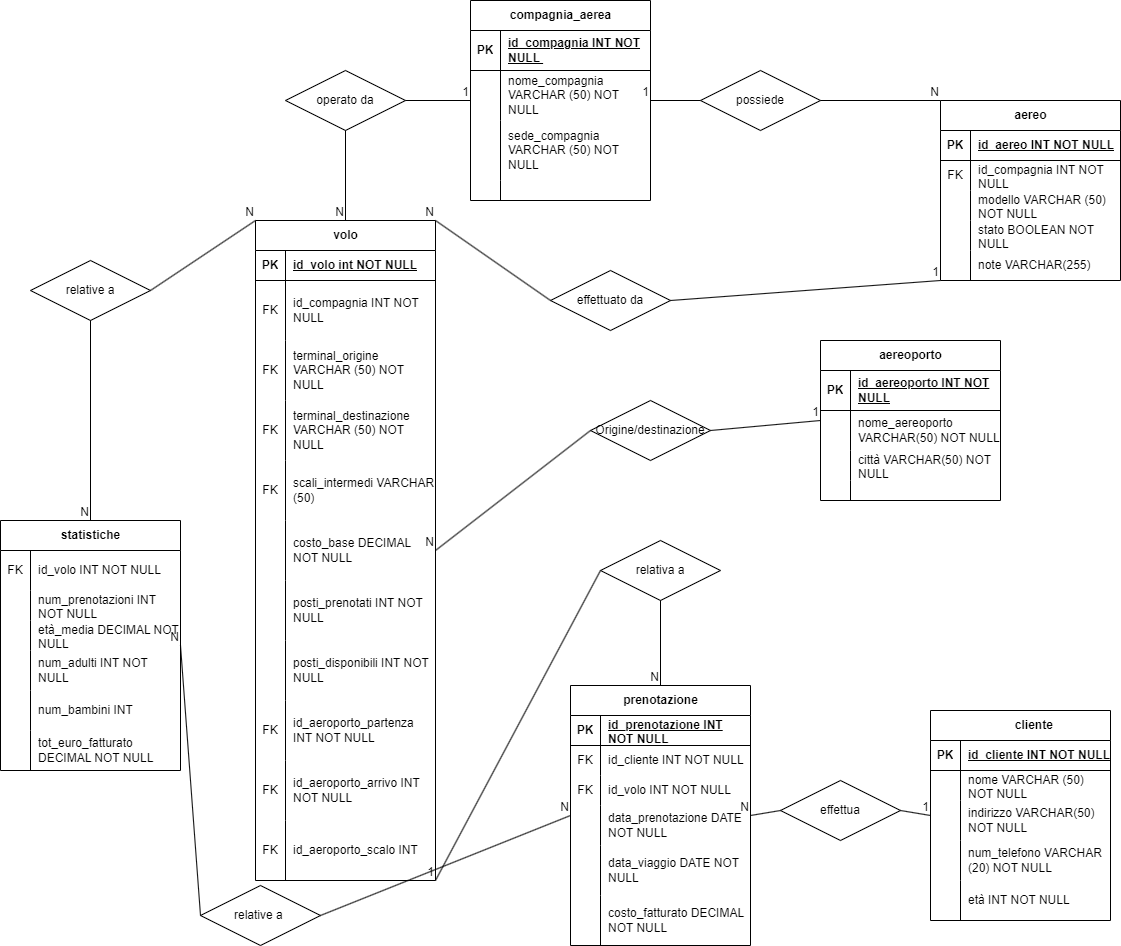 compagnia_aerea
PK
id_compagnia INT NOT
NULL
nome_compagnia
VARCHAR (50) NOT
NULL
sede_compagnia
VARCHAR (50) NOT
NULL
operato da
1
1
possiede
N
aereo
PK
id_aereo INT NOT NULL
FK
id_compagnia INT NOT
NULL
modello VARCHAR (50)
NOT NULL
stato BOOLEAN NOT
NULL
note VARCHAR(255)
N
N
N
volo
PK
id_volo int NOT NULL
FK
id_compagnia INT NOT
NULL
FK
terminal_origine
VARCHAR (50) NOT
NULL
FK
terminal_destinazione
VARCHAR (50) NOT
NULL
FK
scali_intermedi VARCHAR
(50)
costo_base DECIMAL
NOT NULL
N
posti_prenotati INT NOT
NULL
posti_disponibili INT NOT
NULL
FK
id_aeroporto_partenza
INT NOT NULL
FK
id_aeroporto_arrivo INT
NOT NULL
FK
id_aeroporto_scalo INT
1
relative a
effettuato da
1
aereoporto
PK
id_aereoporto INT NOT
NULL
nome_aereoporto
VARCHAR(50) NOT NULL
città VARCHAR(50) NOT
NULL
Origine/destinazione
1
N
statistiche
FK
id_volo INT NOT NULL
num_prenotazioni INT
NOT NULL
età_media DECIMAL NOT
NULL
N
num_adulti INT NOT
NULL
num_bambini INT
tot_euro_fatturato
DECIMAL NOT NULL
relativa a
N
prenotazione
PK
id_prenotazione INT
NOT NULL
FK
id_cliente INT NOT NULL
FK
id_volo INT NOT NULL
data_prenotazione DATE
NOT NULL
data_viaggio DATE NOT
NULL
costo_fatturato DECIMAL
NOT NULL
N
N
effettua
1
cliente
PK
id_cliente INT NOT NULL
nome VARCHAR (50)
NOT NULL
indirizzo VARCHAR(50)
NOT NULL
num_telefono VARCHAR
(20) NOT NULL
età INT NOT NULL
relative a